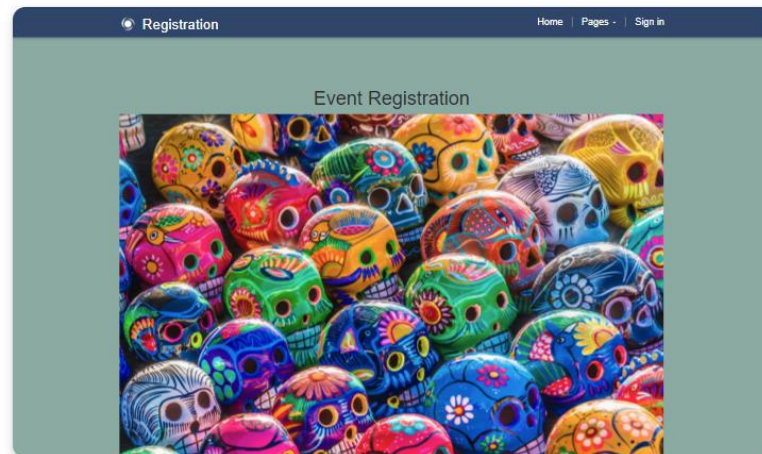 Registration
Home | Pages - | Sign in
Event Registration